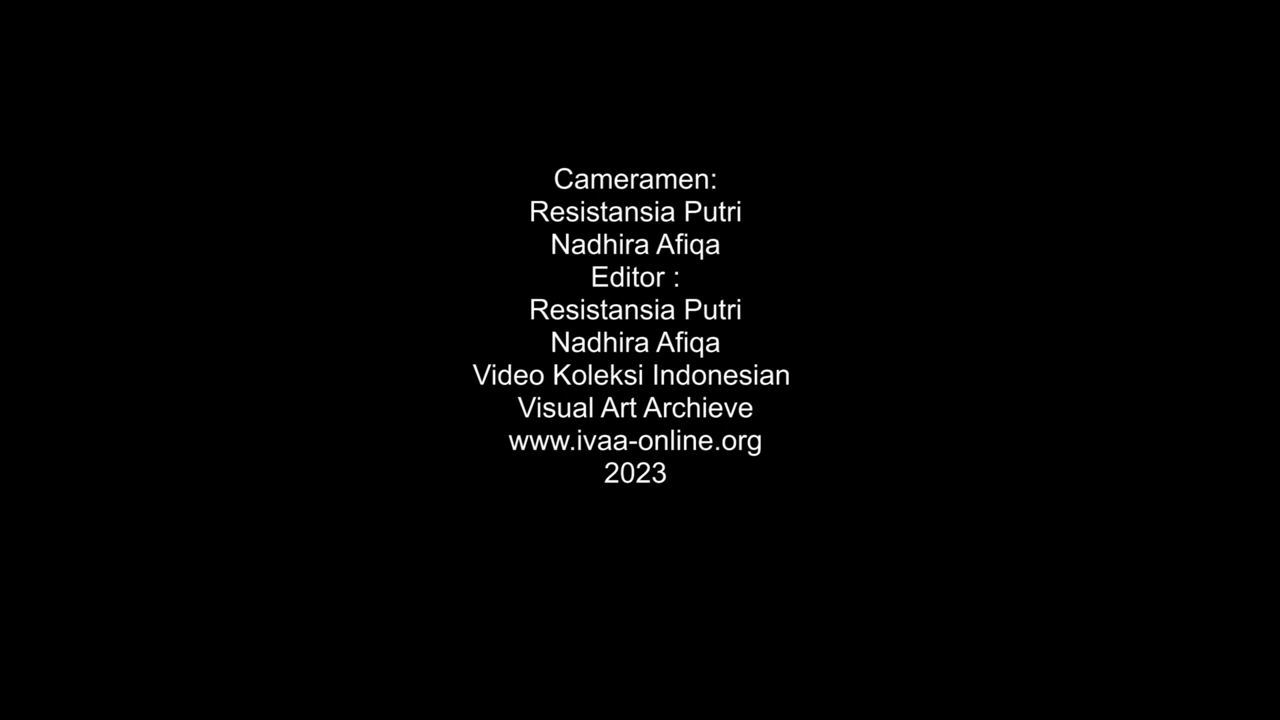 Cameramen:
Resistansia Putri
Nadhira Afiqa
Editor :
Resistansia Putri
Nadhira Afiqa
Video Koleksi Indonesian
Visual Art Archieve
www.ivaa-online.org
2023